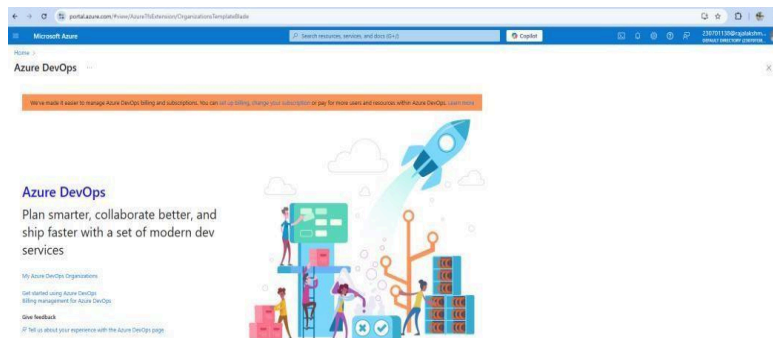 portal.azure.com/#view/AzureTfsExtension/OrganizationsTemplateBlade
Microsoft Azure
Search resources, services, and docs (G+/)
Copilot
DEFAULT DIRECTORY
Home >
Azure DevOps
We've made it easier to manage Azure DevOps billing and subscriptions. You can set up billing, change your subscription or pay for more users and resources within Azure DevOps. Learn more
Azure DevOps
Plan smarter, collaborate better, and
ship faster with a set of modern dev
services
My Azure DevOps Organizations
Get started using Azure DevOps
Billing management for Azure DevOps
Give feedback
Tell us about your experience with the Azure DevOps page